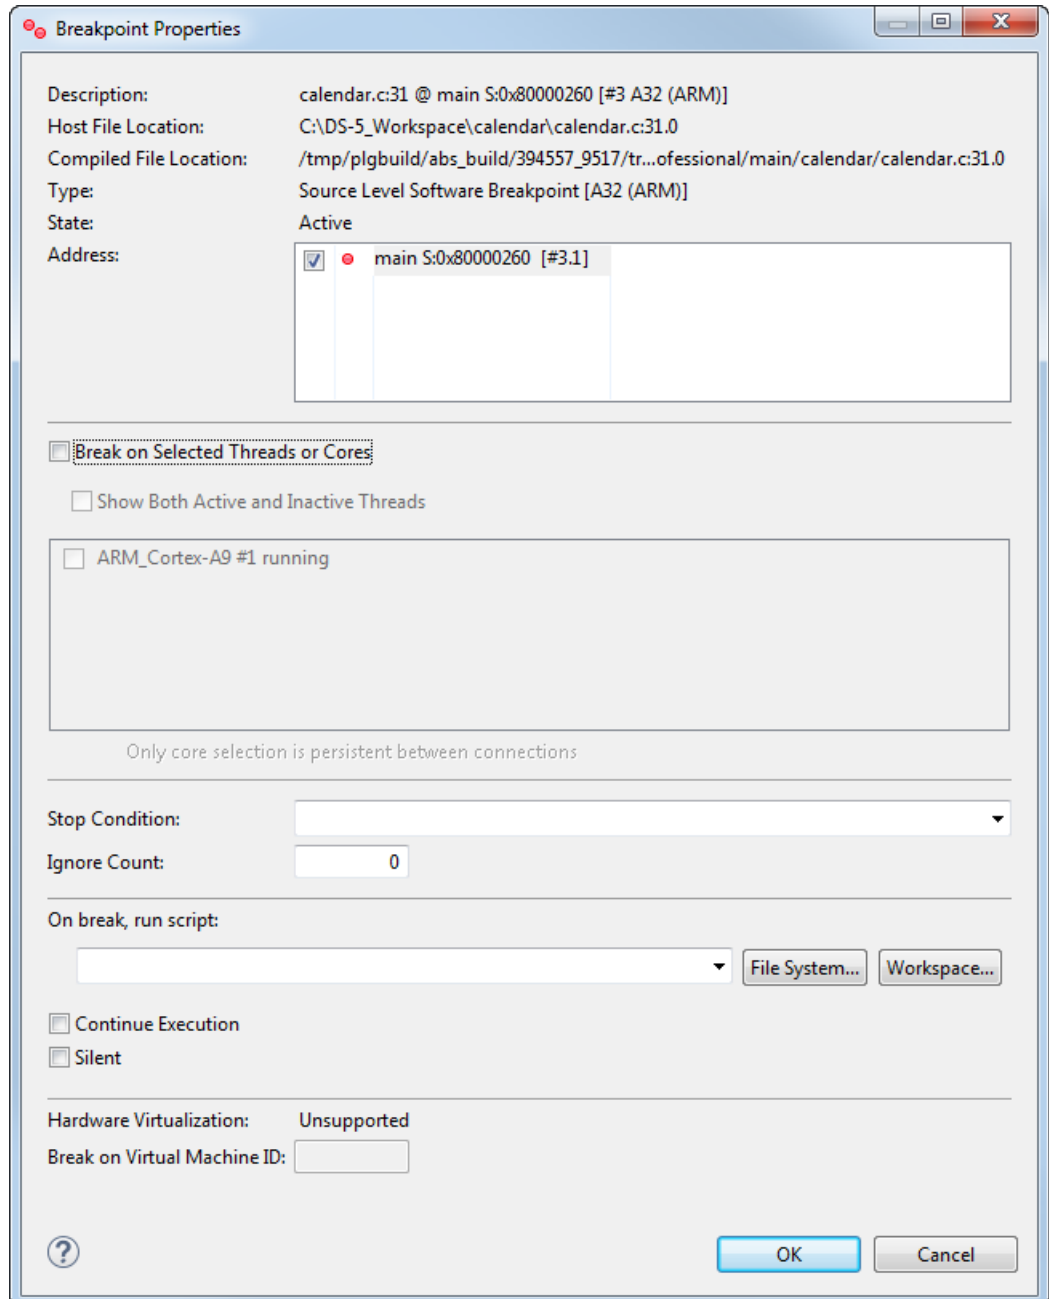 Breakpoint Properties
Description: calendar.c:31 @ main S:0x80000260 [#3 A32 (ARM)]
Host File Location: C:\DS-5_Workspace\calendar\calendar.c:31.0
Compiled File Location: /tmp/plgbuild/abs_build/394557_9517/tr...ofessional/main/calendar/calendar.c:31.0
Type: Source Level Software Breakpoint [A32 (ARM)]
State: Active
Address: main S:0x80000260 [#3.1]
Break on Selected Threads or Cores
Show Both Active and Inactive Threads
ARM_Cortex-A9 #1 running
Only core selection is persistent between connections
Stop Condition:
Ignore Count: 0
On break, run script:
File System... Workspace...
Continue Execution
Silent
Hardware Virtualization: Unsupported
Break on Virtual Machine ID:
OK Cancel